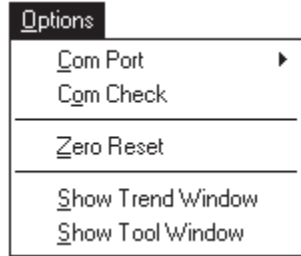 Options
Com Port
Com Check
Zero Reset
Show Trend Window
Show Tool Window